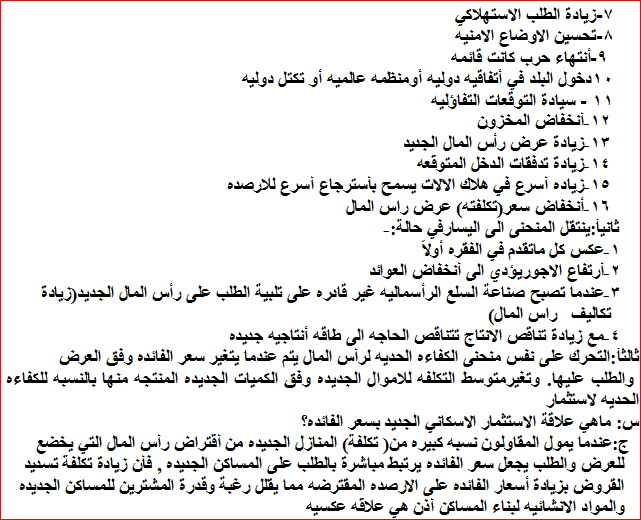 ٧-زيادة الطلب الاستهلاكي
٨-تحسين الاوضاع الامنيه
٩-أنتهاء حرب كانت قائمه
١٠دخول البلد في أتفاقيه دوليه أومنظمه عالميه أو تكتل دوليه
١١ - سيادة التوقعات التفاؤليه
١٢-أنخفاض المخزون
١٣-زيادة عرض رأس المال الجديد
١٤-زيادة تدفقات الدخل المتوقعه
١٥-زياده أسرع في هلاك الالات يسمح بأسترجاع أسرع للارصده
١٦-أنخفاض سعر(تكلفته) عرض راس المال
ثانيأ:ينتقل المنحنى الى اليسارفي حالة:-
١-عكس كل ماتقدم في الفقره أولاً
٢-أرتفاع الاجوريؤدي الى أنخفاض العوائد
٣-عندما تصبح صناعة السلع الرأسماليه غير قادره على تلبية الطلب على رأس المال الجديد(زيادة
تكاليف راس المال)
٤-مع زيادة تناقص الانتاج تتناقص الحاجه الى طاقه أنتاجيه جديده
ثالثأ:التحرك على نفس منحنى الكفاءه الحديه لرأس المال يتم عندما يتغير سعر الفائده وفق العرض
والطلب عليها. وتغيرمتوسط التكلفه للاموال الجديده وفق الكميات الجديده المنتجه منها بالنسبه للكفاءه
الحديه لاستثمار
س: ماهي علاقة الاستثمار الاسكاني الجديد بسعر الفائده؟
ج:عندما يمول المقاولون نسبه كبيره من( تكلفة) المنازل الجديده من أقتراض رأس المال التي يخضع
للعرض والطلب يجعل سعر الفائده يرتبط مباشرة بالطلب على المساكن الجديده , فأن زيادة تكلفة تسديد
القروض بزيادة أسعار الفائده على الارصده المقترضه مما يقلل رغبة وقدرة المشترين للمساكن الجديده
والمواد الانشائيه لبناء المساكن أذن هي علاقه عكسيه